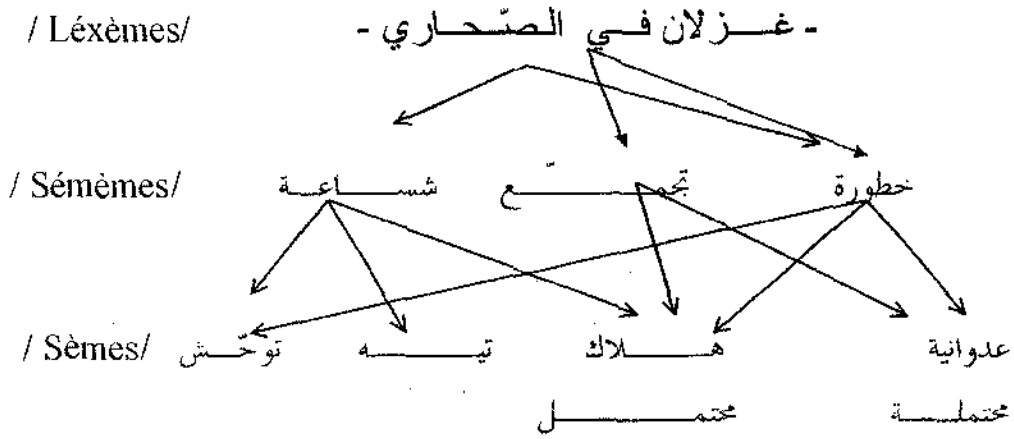 / Léxèmes/ - غزلان في الصّحاري -
/ Sémèmes/ خطورة تجمّع شساعة
/ Sèmes/ عدوانية هلاك تيه توحّش
محتملة محتمل